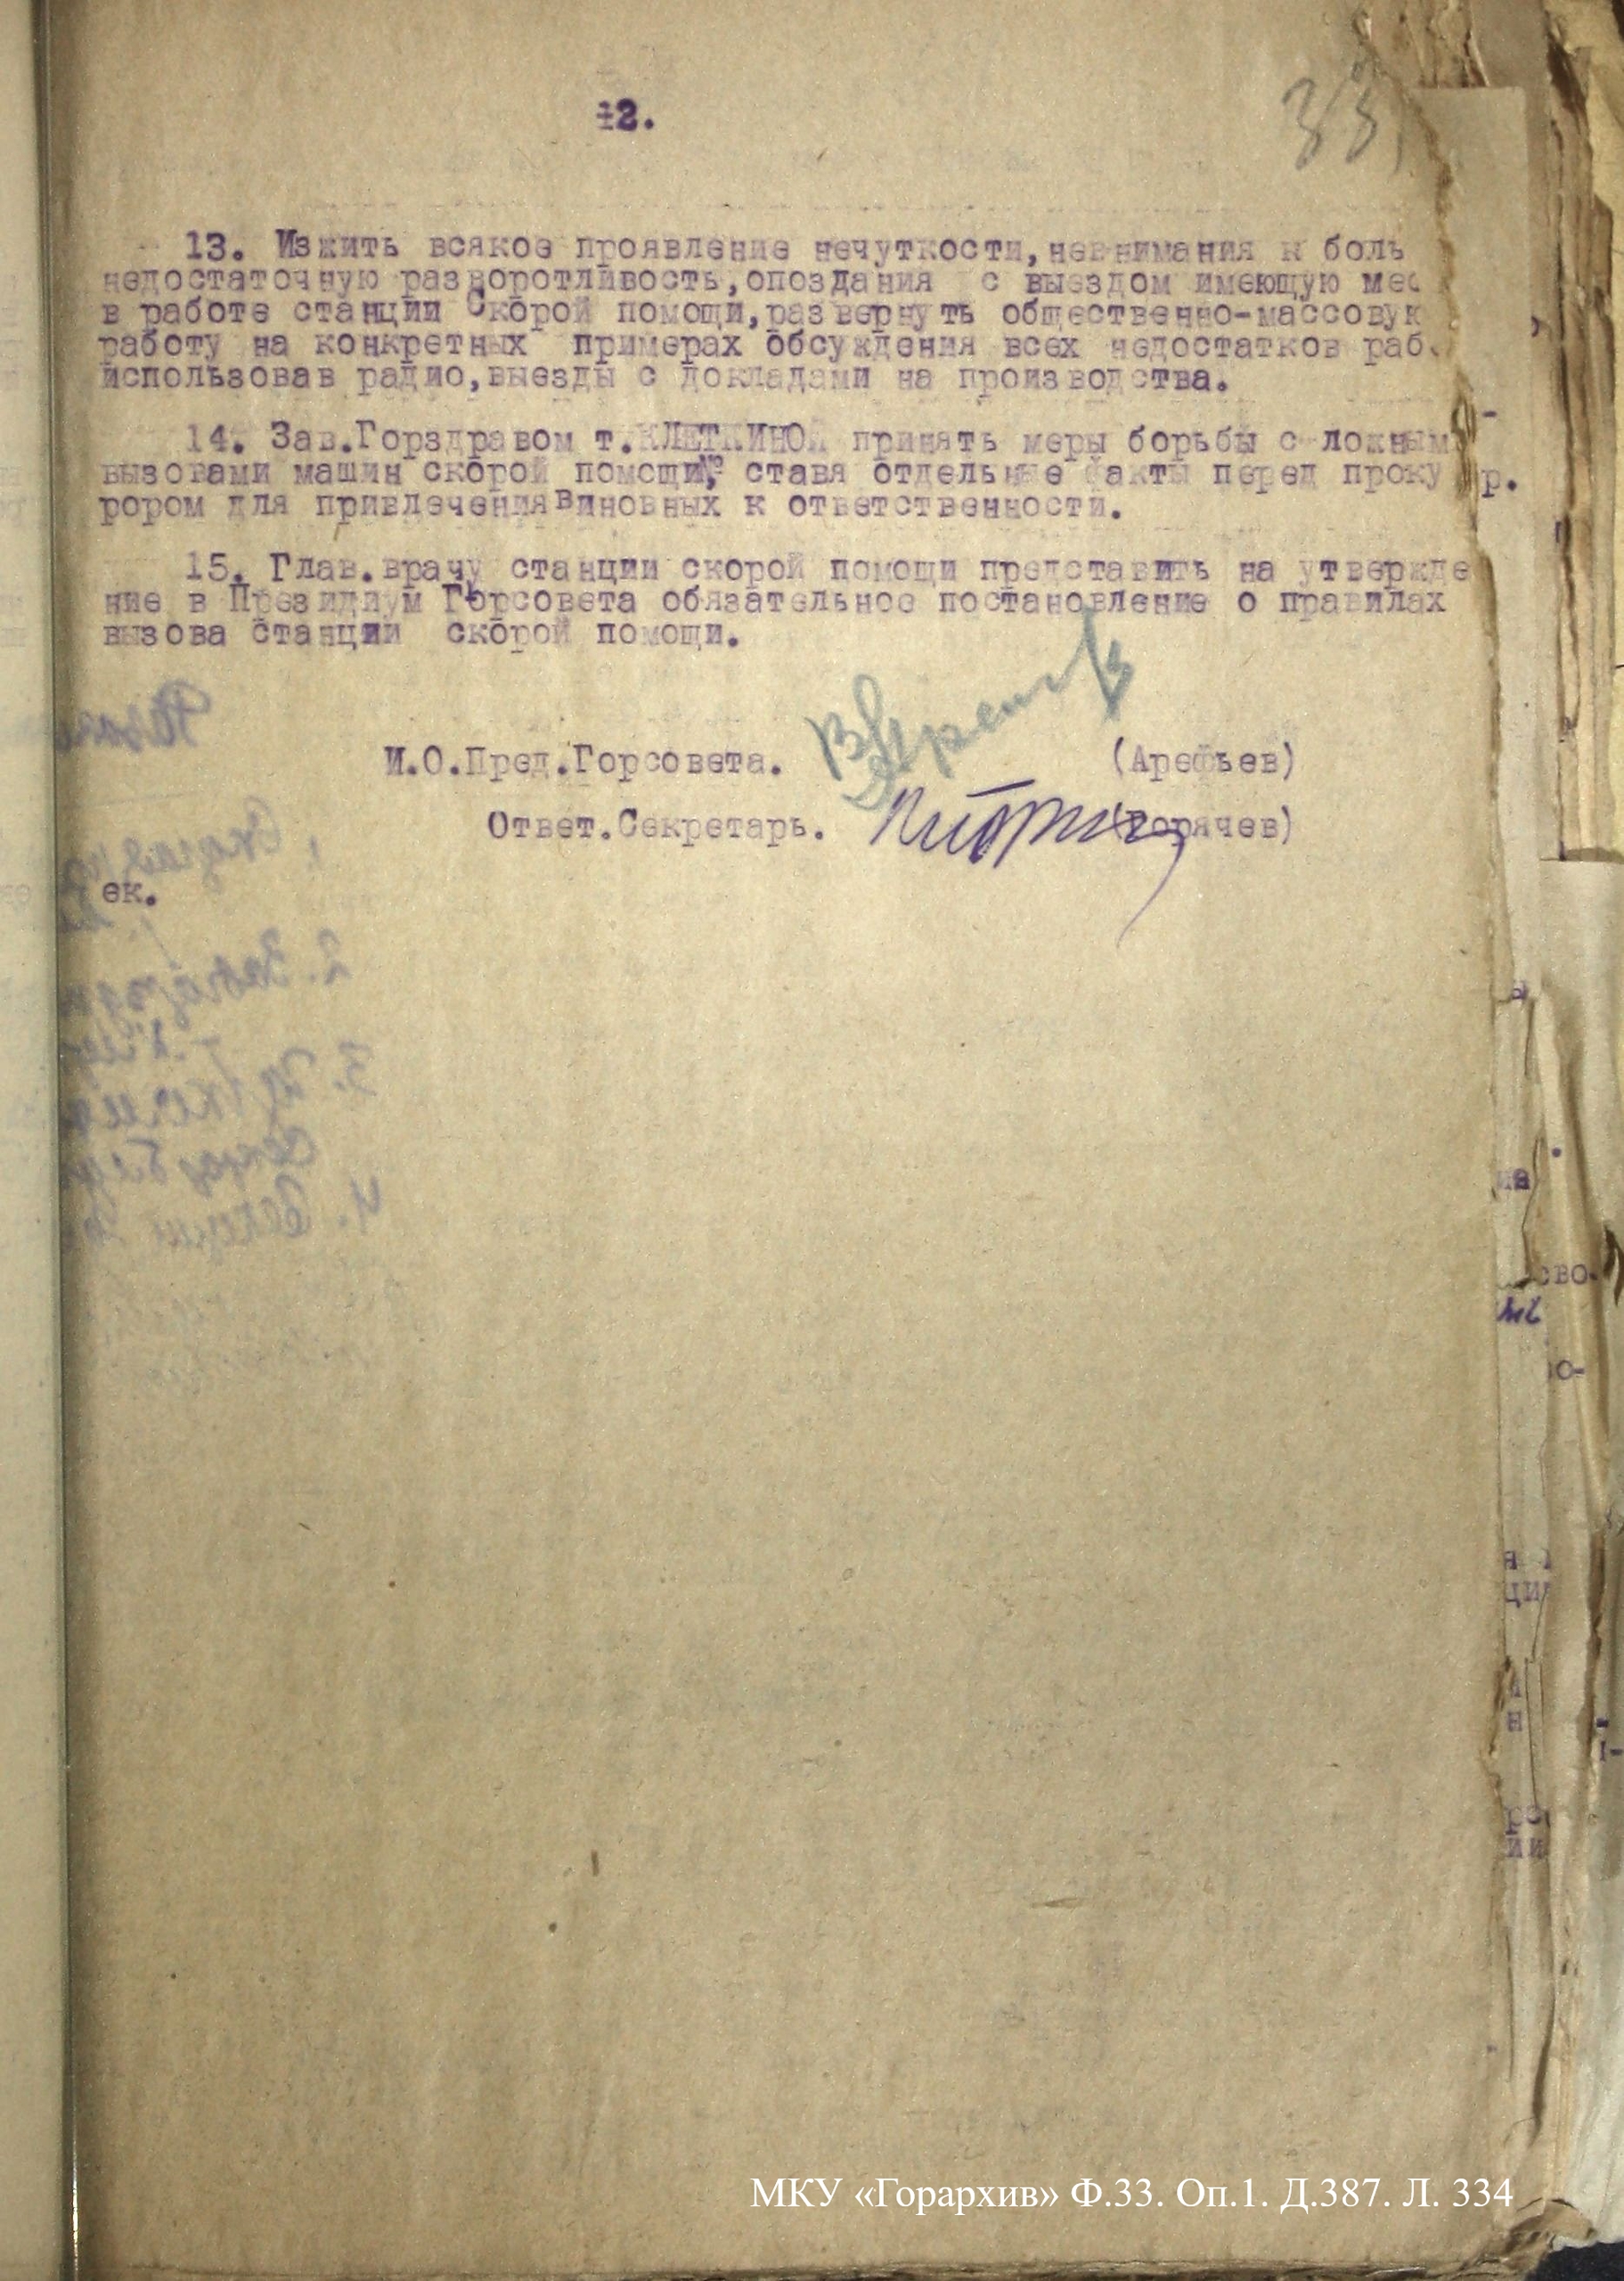 2.
33
13. Изжить всякое проявление нечуткости,невнимания к боль
недостаточную разворотливость,опоздания с выездом имеющую мес
в работе станции Скорой помощи,развернуть общественно-массовую
работу на конкретных примерах обсуждения всех недостатков раб
использовав радио,выезды с докладами на производства.
14. Зав.Горздравом т.КЛЕТКИНОЙ принять меры борьбы с ложным
вызовами машин скорой помощи, ставя отдельные факты перед проку
рором для привлечения виновных к ответственности.
15. Глав.врачу станции скорой помощи представить на утвержде
ние в Президиум Горсовета обязательное постановление о правилах
вызова станции скорой помощи.
И.О.Пред.Горсовета. (Арефьев)
Ответ.Секретарь. (Горячев)
ек.
МКУ «Горархив» Ф.33. Оп.1. Д.387. Л. 334